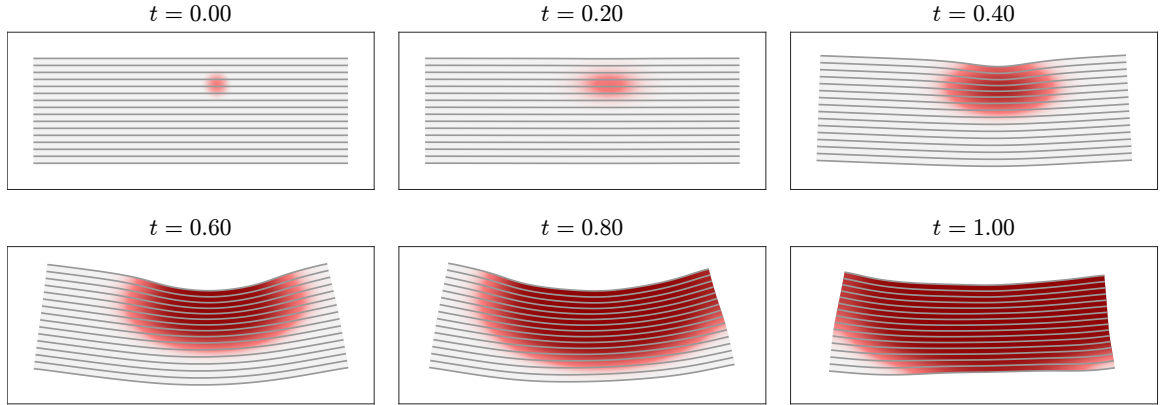 t = 0.00
t = 0.20
t = 0.40
t = 0.60
t = 0.80
t = 1.00